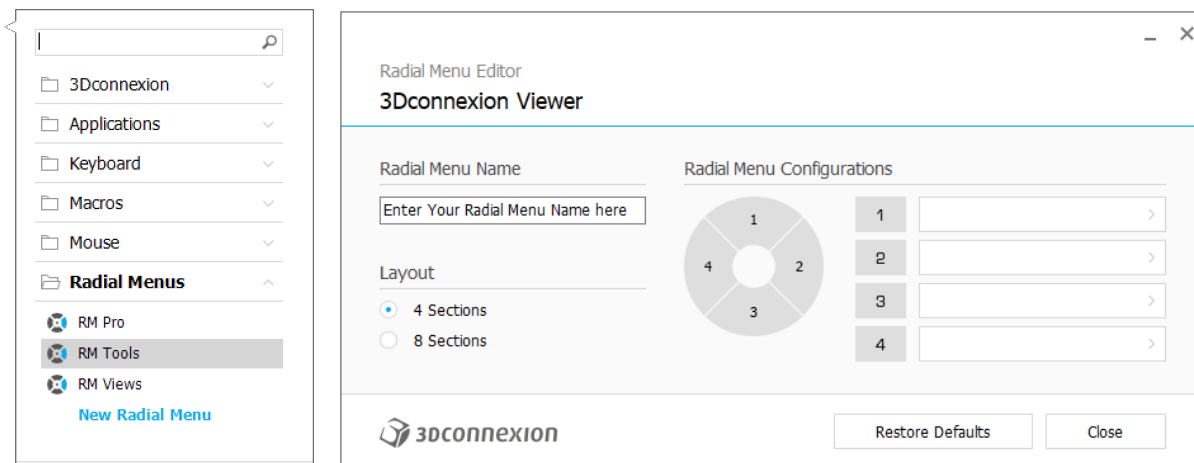 3Dconnexion
Applications
Keyboard
Macros
Mouse
Radial Menus
RM Pro
RM Tools
RM Views
New Radial Menu
Radial Menu Editor
3Dconnexion Viewer
Radial Menu Name
Enter Your Radial Menu Name here
Layout
4 Sections
8 Sections
Radial Menu Configurations
1
4 2
3
1
2
3
4
3Dconnexion
Restore Defaults
Close